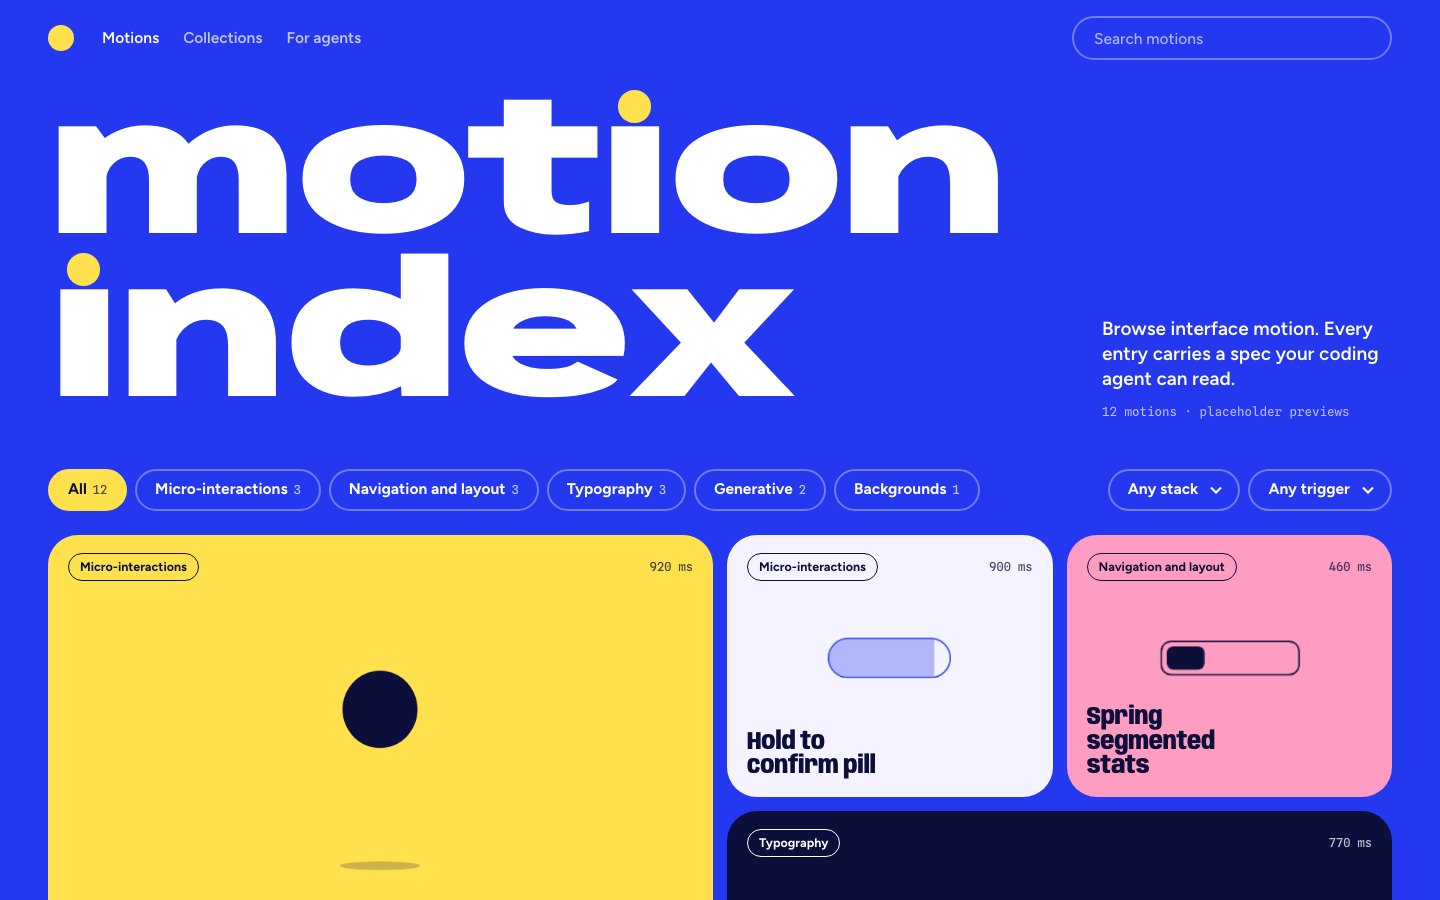 Motions Collections For agents
Search motions
motion
index
Browse interface motion. Every
entry carries a spec your coding
agent can read.
12 motions · placeholder previews
All 12 Micro-interactions 3 Navigation and layout 3 Typography 3 Generative 2 Backgrounds 1 Any stack Any trigger
Micro-interactions 920 ms
Micro-interactions 900 ms
Hold to
confirm pill
Navigation and layout 460 ms
Spring
segmented
stats
Typography 770 ms